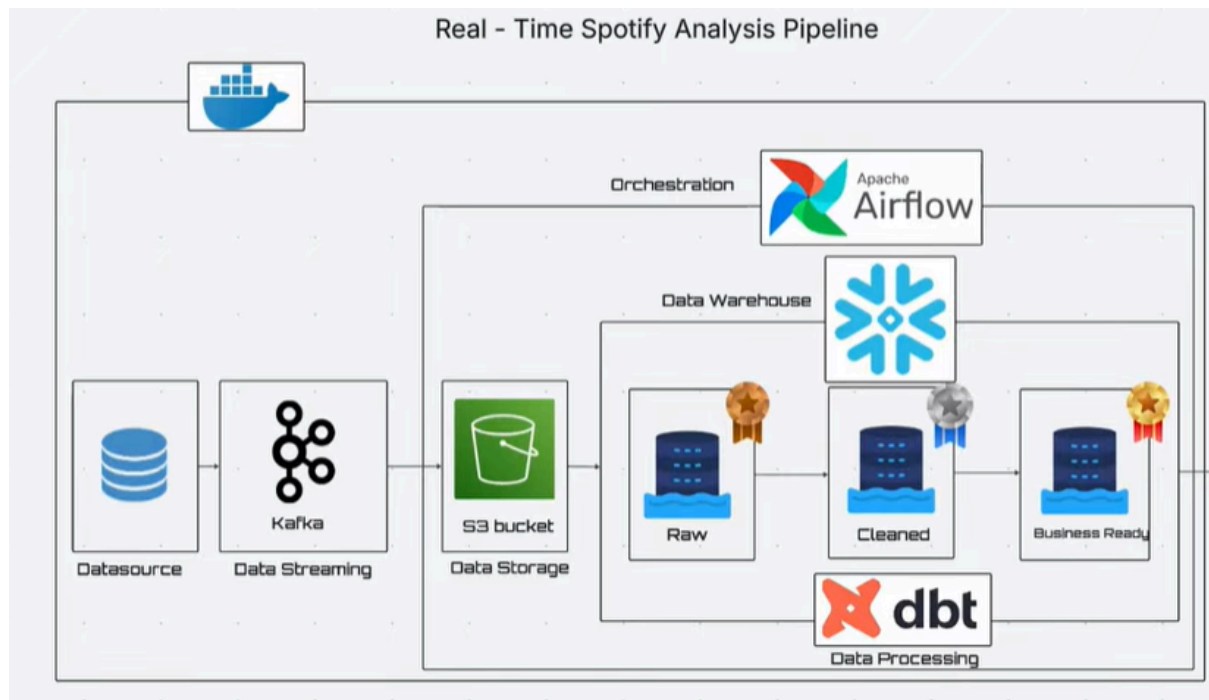 Real - Time Spotify Analysis Pipeline
Orchestration
Apache
Airflow
Data Warehouse
Kafka
S3 bucket
Raw
Cleaned
Business Ready
Datasource
Data Streaming
Data Storage
dbt
Data Processing